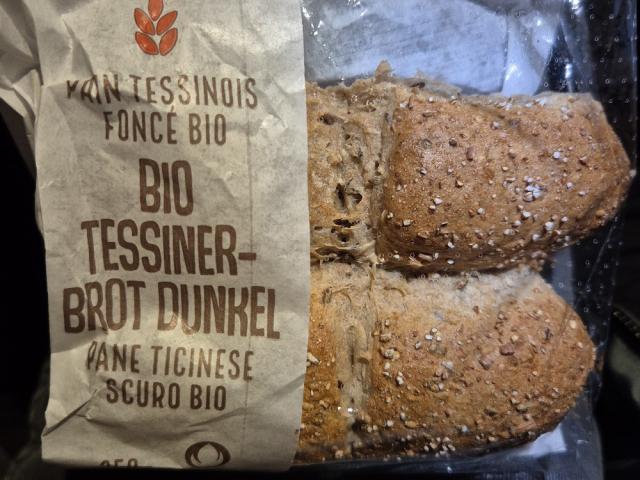 PAIN TESSINOIS
FONCÉ BIO
BIO
TESSINER-
BROT DUNKEL
PANE TICINESE
SCURO BIO